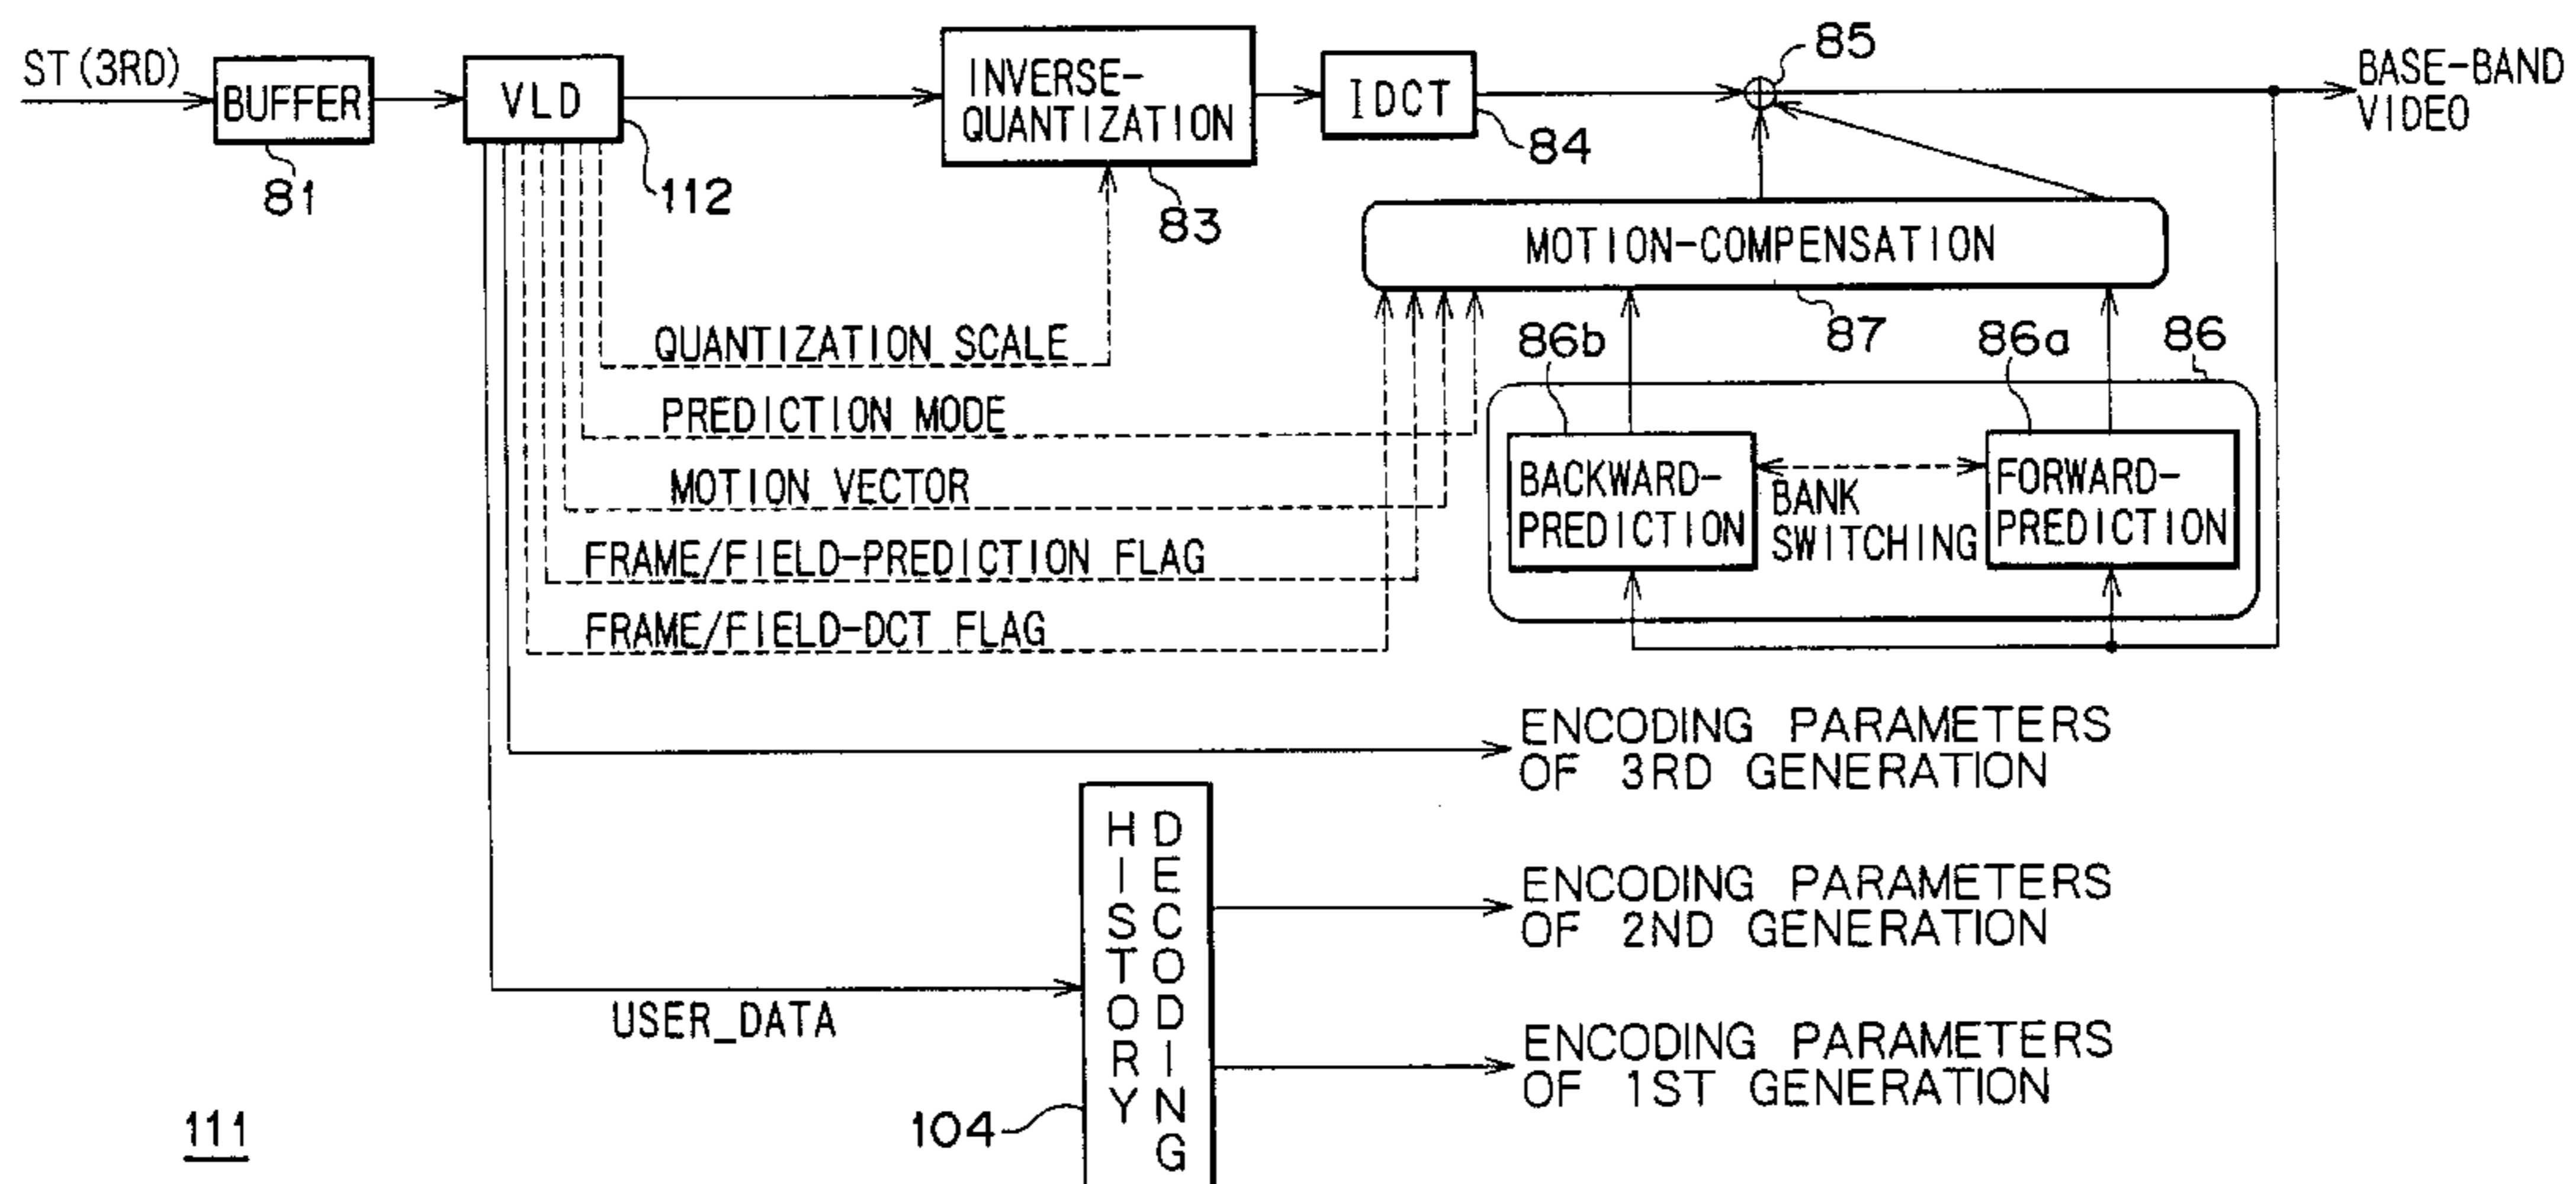 ST(3RD)
BUFFER
81
VLD
112
INVERSE-
QUANTIZATION
83
IDCT
84
85
BASE-BAND
VIDEO
MOTION-COMPENSATION
87
QUANTIZATION SCALE
PREDICTION MODE
MOTION VECTOR
FRAME/FIELD-PREDICTION FLAG
FRAME/FIELD-DCT FLAG
86b
86a
86
BACKWARD-
PREDICTION
BANK
SWITCHING
FORWARD-
PREDICTION
ENCODING PARAMETERS
OF 3RD GENERATION
HISTORY
DECODING
104
ENCODING PARAMETERS
OF 2ND GENERATION
USER_DATA
ENCODING PARAMETERS
OF 1ST GENERATION
111